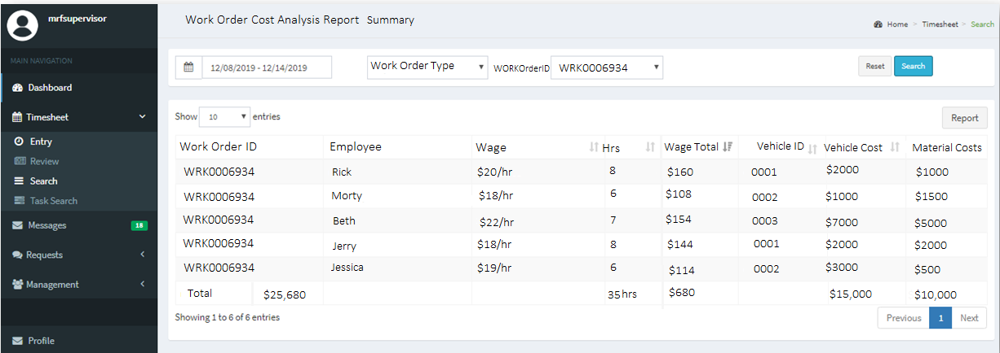 mrfsupervisor
MAIN NAVIGATION
Dashboard
Timesheet
Entry
Review
Search
Task Search
Messages 18
Requests
Management
Profile
Work Order Cost Analysis Report Summary
Home > Timesheet > Search
12/08/2019 - 12/14/2019 Work Order Type WORKOrderID WRK0006934 Reset Search
Show 10 entries Report
Work Order ID Employee Wage Hrs Wage Total Vehicle ID Vehicle Cost Material Costs
WRK0006934 Rick $20/hr 8 $160 0001 $2000 $1000
WRK0006934 Morty $18/hr 6 $108 0002 $1000 $1500
WRK0006934 Beth $22/hr 7 $154 0003 $7000 $5000
WRK0006934 Jerry $18/hr 8 $144 0001 $2000 $2000
WRK0006934 Jessica $19/hr 6 $114 0002 $3000 $500
Total $25,680 35 hrs $680 $15,000 $10,000
Showing 1 to 6 of 6 entries Previous 1 Next